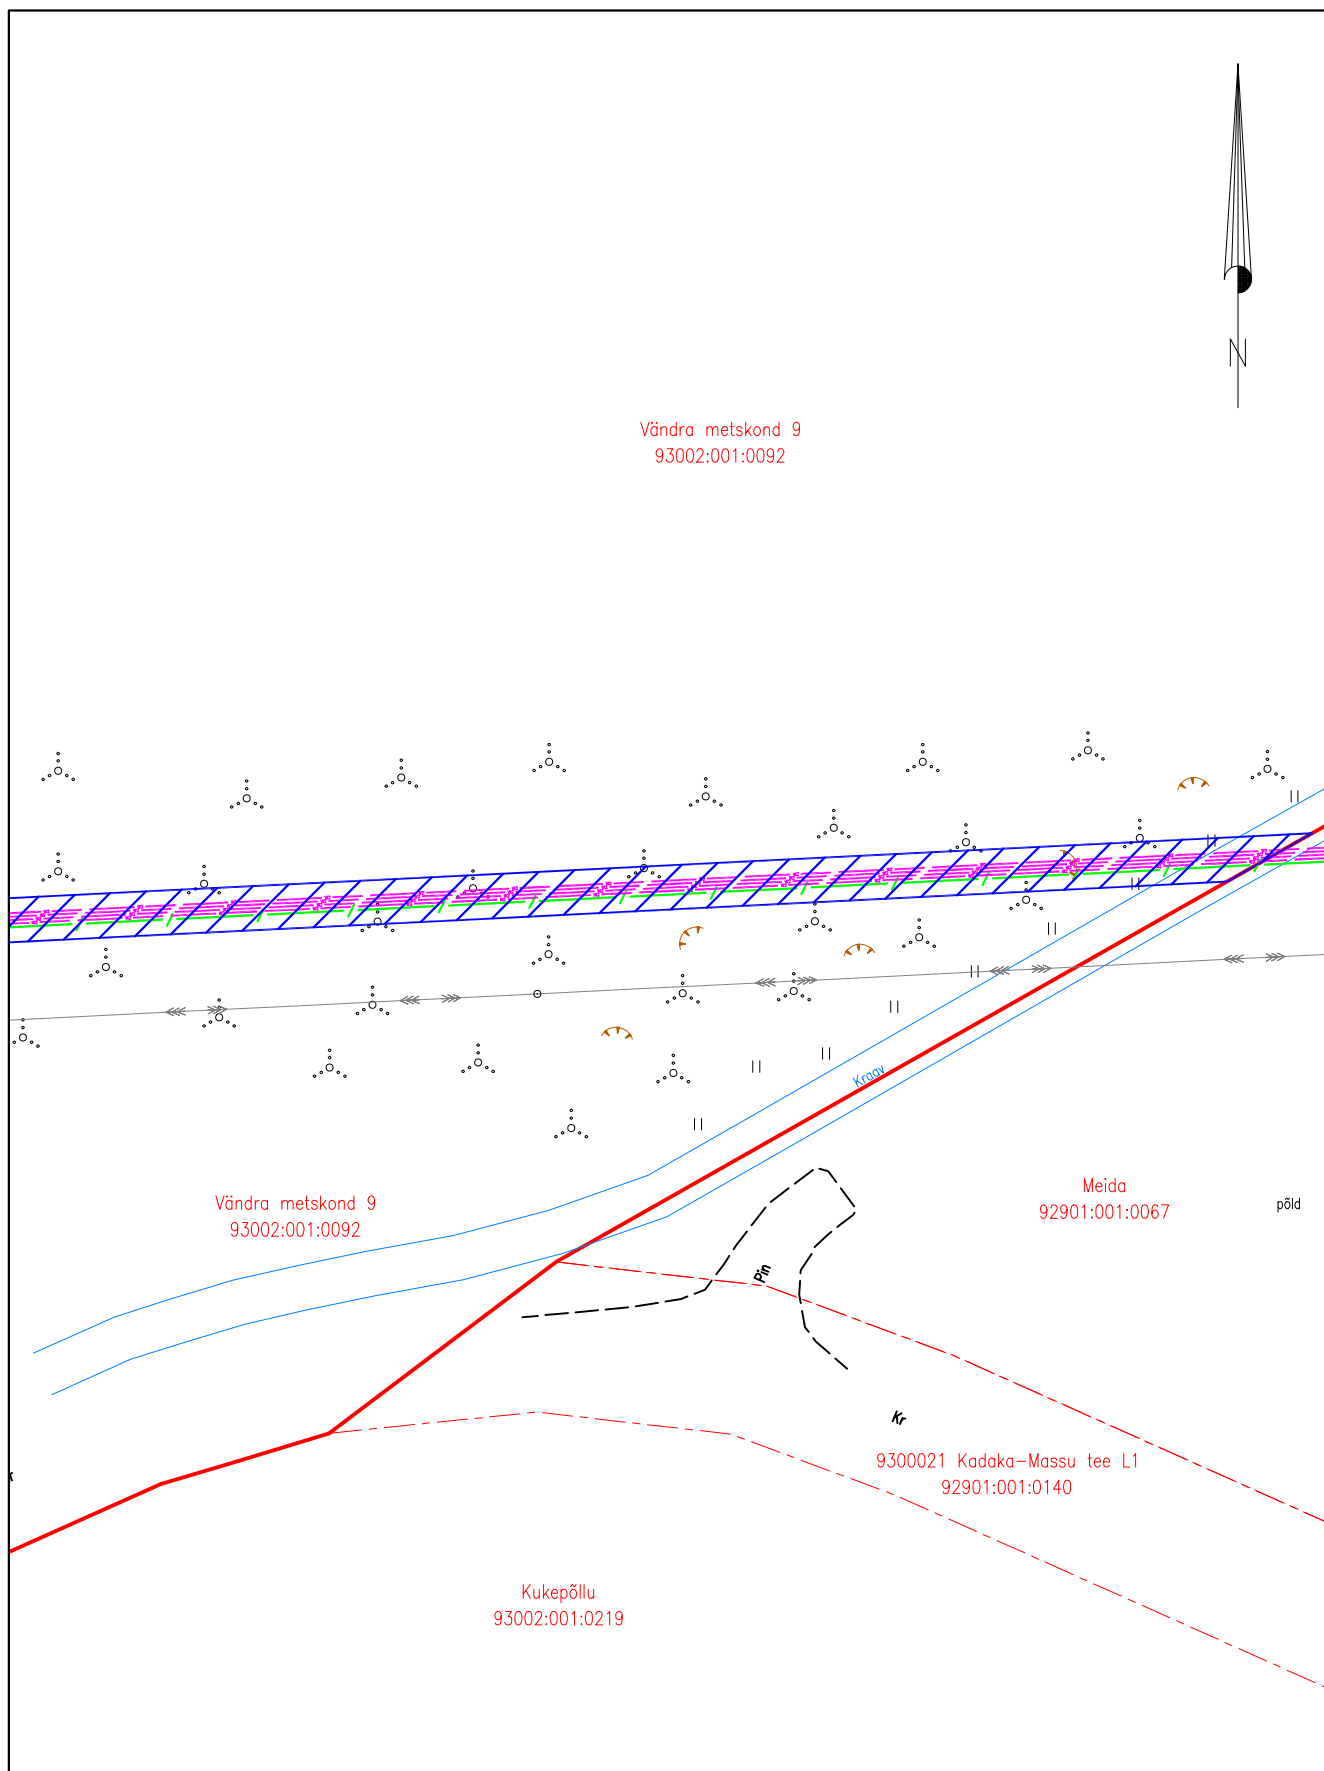 N
Vändra metskond 9
93002:001:0092
Kraav
Vändra metskond 9
93002:001:0092
Meida
92901:001:0067
põld
Pin
Kr
9300021 Kadaka-Massu tee L1
92901:001:0140
Kukepõllu
93002:001:0219